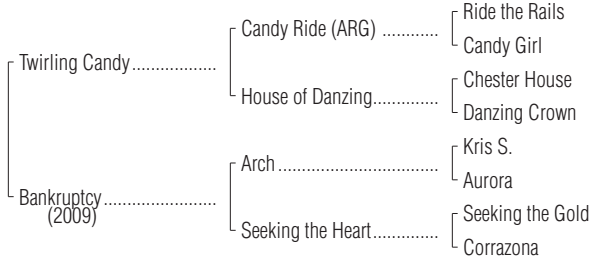 Ride the Rails
Candy Ride (ARG) ............
Candy Girl
Twirling Candy..................
Chester House
House of Danzing..............
Danzing Crown
Kris S.
Arch ..................................
Aurora
Bankruptcy........................
(2009)
Seeking the Gold
Seeking the Heart..............
Corrazona